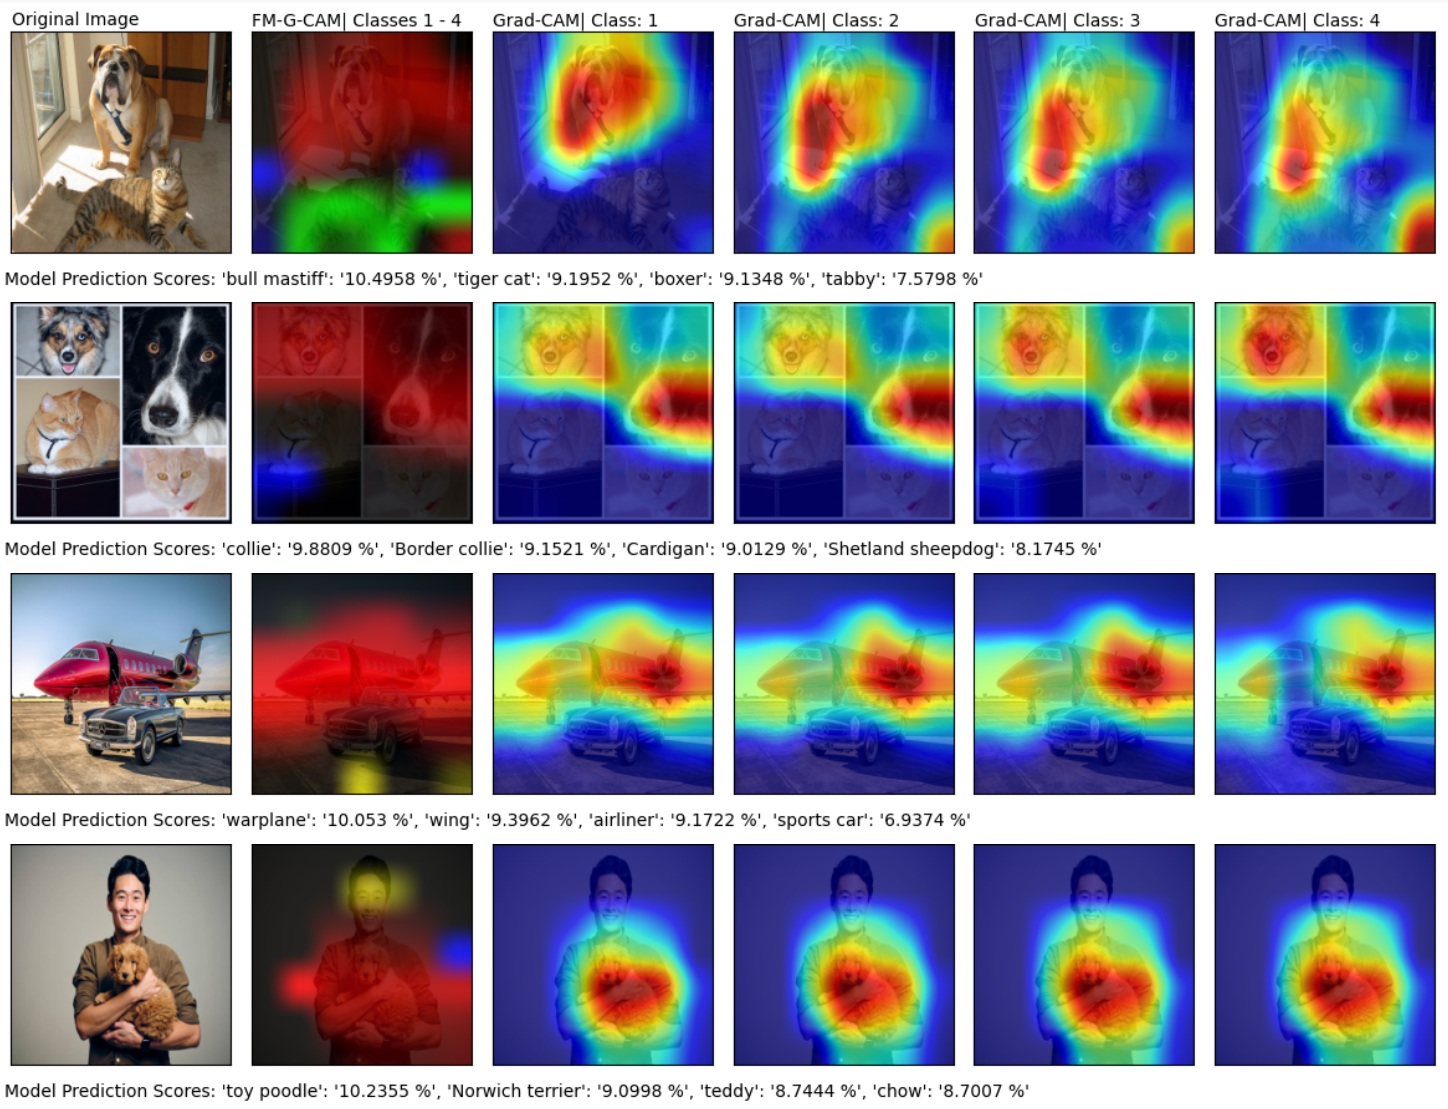 Original Image
FM-G-CAM| Classes 1 - 4
Grad-CAM| Class: 1
Grad-CAM| Class: 2
Grad-CAM| Class: 3
Grad-CAM| Class: 4
Model Prediction Scores: 'bull mastiff': '10.4958 %', 'tiger cat': '9.1952 %', 'boxer': '9.1348 %', 'tabby': '7.5798 %'
Model Prediction Scores: 'collie': '9.8809 %', 'Border collie': '9.1521 %', 'Cardigan': '9.0129 %', 'Shetland sheepdog': '8.1745 %'
Model Prediction Scores: 'warplane': '10.053 %', 'wing': '9.3962 %', 'airliner': '9.1722 %', 'sports car': '6.9374 %'
Model Prediction Scores: 'toy poodle': '10.2355 %', 'Norwich terrier': '9.0998 %', 'teddy': '8.7444 %', 'chow': '8.7007 %'